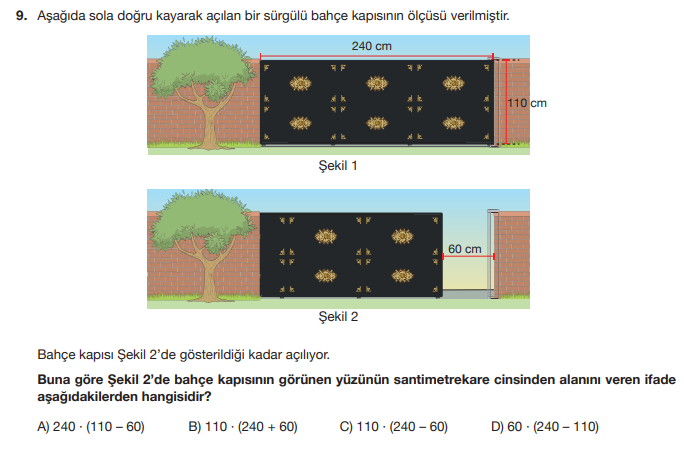 9. Aşağıda sola doğru kayarak açılan bir sürgülü bahçe kapısının ölçüsü verilmiştir.
240 cm
110 cm
Şekil 1
60 cm
Şekil 2
Bahçe kapısı Şekil 2'de gösterildiği kadar açılıyor.
Buna göre Şekil 2'de bahçe kapısının görünen yüzünün santimetrekare cinsinden alanını veren ifade
aşağıdakilerden hangisidir?
A) 240 · (110 – 60) B) 110 · (240 + 60) C) 110 · (240 – 60) D) 60 · (240 – 110)